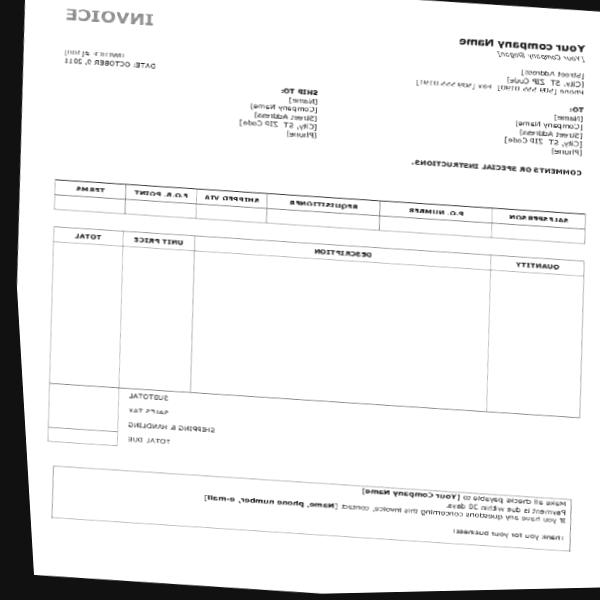 INVOICE
Your company Name
[Your Company Slogan]
[Street Address]
[City, ST ZIP Code]
Phone [509.555.0190] Fax [509.555.0191]
INVOICE #[100]
DATE: OCTOBER 9, 2011
TO:
[Name]
[Company Name]
[Street Address]
[City, ST ZIP Code]
[Phone]
SHIP TO:
[Name]
[Company Name]
[Street Address]
[City, ST ZIP Code]
[Phone]
COMMENTS OR SPECIAL INSTRUCTIONS:
SALESPERSON P.O. NUMBER REQUISITIONER SHIPPED VIA F.O.B. POINT TERMS
QUANTITY DESCRIPTION UNIT PRICE TOTAL
SUBTOTAL
SALES TAX
SHIPPING & HANDLING
TOTAL DUE
Make all checks payable to [Your Company Name]
Payment is due within 30 days.
If you have any questions concerning this invoice, contact [Name, phone number, e-mail]
Thank you for your business!